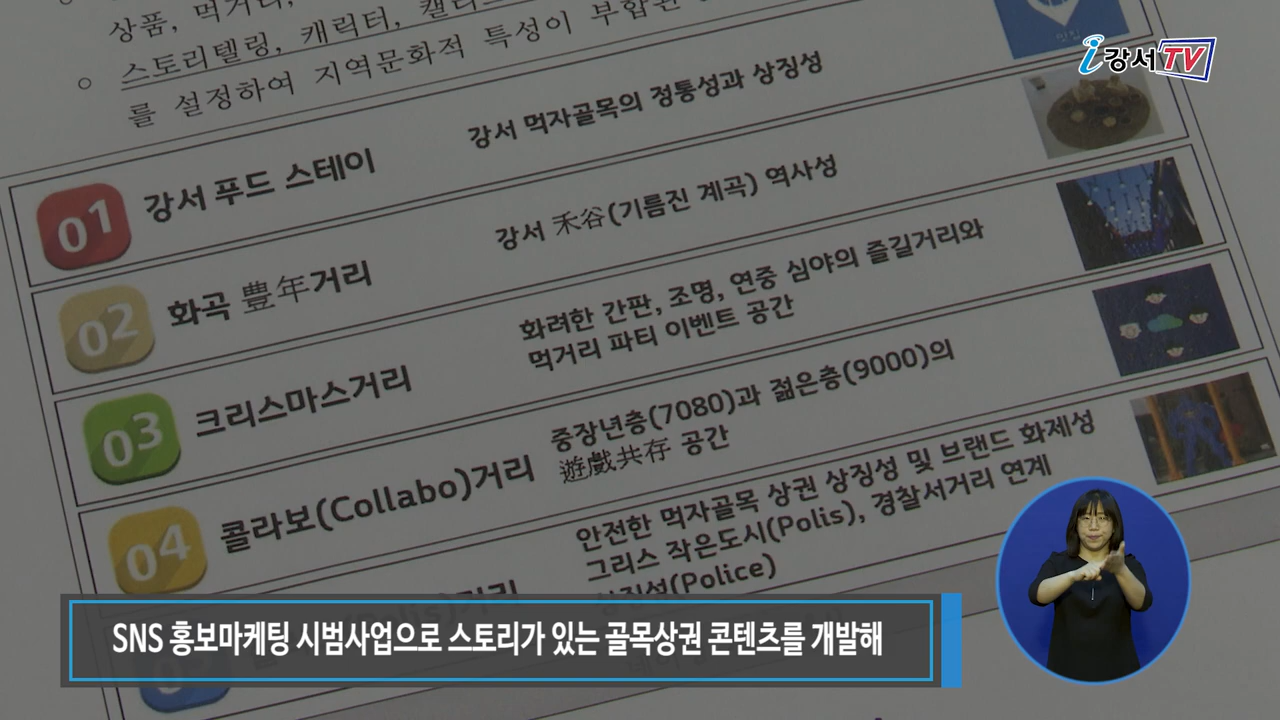 상품, 먹거리,
스토리텔링, 캐릭터,
를 설정하여 지역문화적 특성이 부합된
i강서TV
01 강서 푸드 스테이 강서 먹자골목의 정통성과 상징성
02 화곡 豊年거리 강서 禾谷(기름진 계곡) 역사성
03 크리스마스거리 화려한 간판, 조명, 연중 심야의 즐길거리와
먹거리 파티 이벤트 공간
04 콜라보(Collabo)거리 중장년층(7080)과 젊은층(9000)의
遊戱共存 공간
안전한 먹자골목 상권 상징성 및 브랜드 화제성
그리스 작은도시(Polis), 경찰서거리 연계
상징성(Police)
SNS 홍보마케팅 시범사업으로 스토리가 있는 골목상권 콘텐츠를 개발해